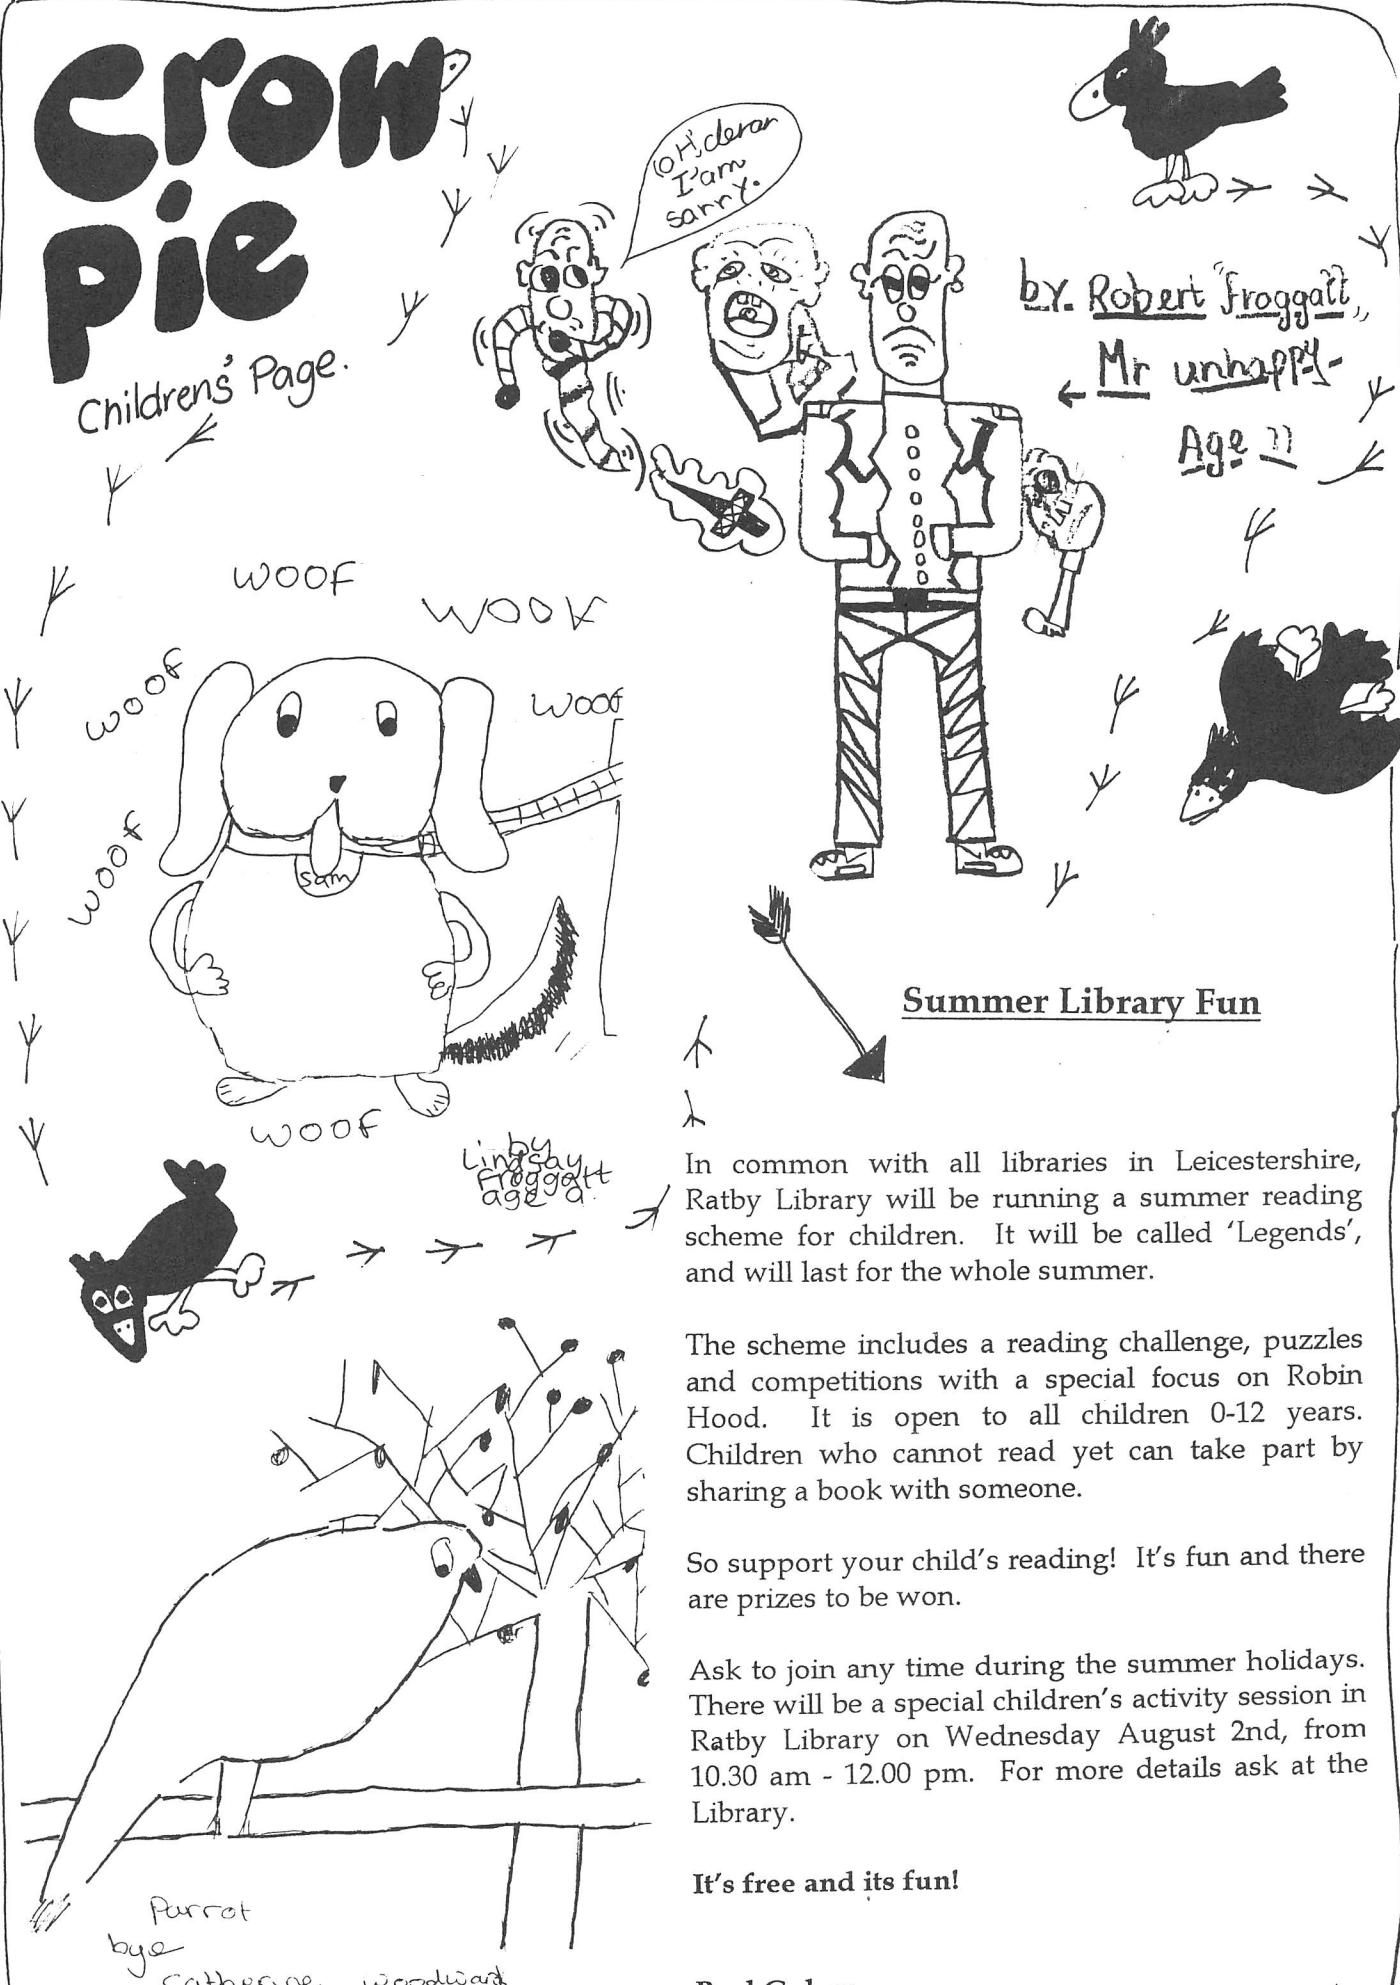 Crow
pie
Childrens' Page.
OH, dear
I'am
sarry.
by. Robert "Froggatt"
← Mr unhappy-
Age 11
WOOF
WOOK
WOOF
WOOF
WOOF
Sam
WOOF
by
Lindsay
Froggatt
age 9
Summer Library Fun
In common with all libraries in Leicestershire,
Ratby Library will be running a summer reading
scheme for children. It will be called 'Legends',
and will last for the whole summer.
The scheme includes a reading challenge, puzzles
and competitions with a special focus on Robin
Hood. It is open to all children 0-12 years.
Children who cannot read yet can take part by
sharing a book with someone.
So support your child's reading! It's fun and there
are prizes to be won.
Ask to join any time during the summer holidays.
There will be a special children's activity session in
Ratby Library on Wednesday August 2nd, from
10.30 am - 12.00 pm. For more details ask at the
Library.
It's free and its fun!
Parrot
bye
Catherine Woodward